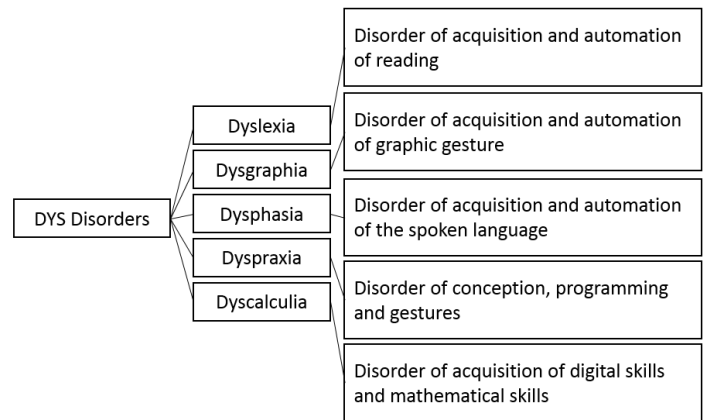 DYS Disorders
Dyslexia
Dysgraphia
Dysphasia
Dyspraxia
Dyscalculia
Disorder of acquisition and automation
of reading
Disorder of acquisition and automation
of graphic gesture
Disorder of acquisition and automation
of the spoken language
Disorder of conception, programming
and gestures
Disorder of acquisition of digital skills
and mathematical skills